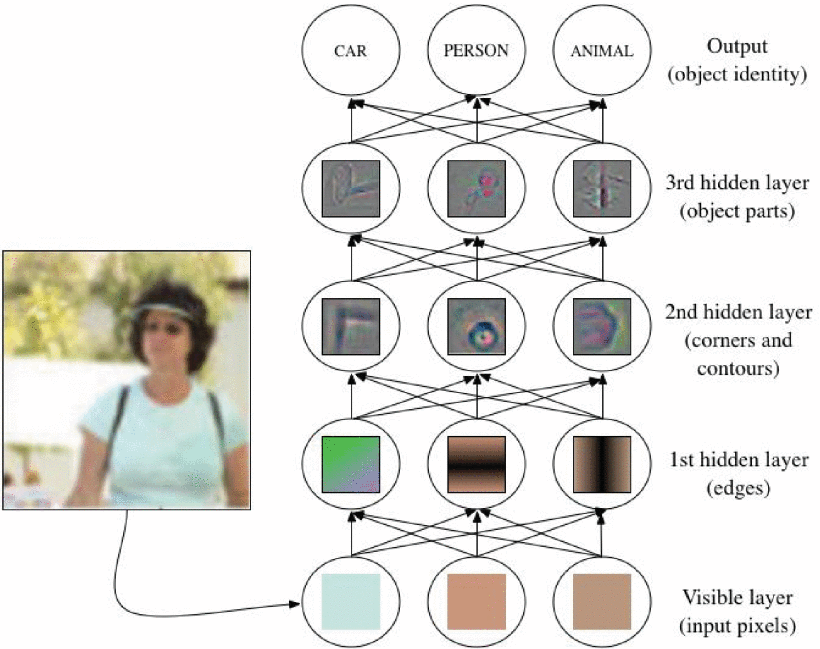 CAR
PERSON
ANIMAL
Output
(object identity)
3rd hidden layer
(object parts)
2nd hidden layer
(corners and
contours)
1st hidden layer
(edges)
Visible layer
(input pixels)